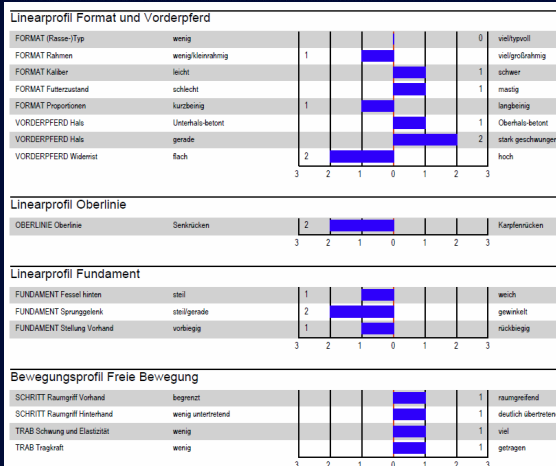 Linearprofil Format und Vorderpferd
FORMAT (Rasse-)Typ wenig 0 viel/typvoll
FORMAT Rahmen wenig/kleinrahmig 1 viel/großrahmig
FORMAT Kaliber leicht 1 schwer
FORMAT Futterzustand schlecht 1 mastig
FORMAT Proportionen kurzbeinig 1 langbeinig
VORDERPFERD Hals Unterhals-betont 1 Oberhals-betont
VORDERPFERD Hals gerade 2 stark geschwungen
VORDERPFERD Widerrist flach 2 hoch
3 2 1 0 1 2 3
Linearprofil Oberlinie
OBERLINIE Oberlinie Senkrücken 2 Karpfenrücken
3 2 1 0 1 2 3
Linearprofil Fundament
FUNDAMENT Fessel hinten steil 1 weich
FUNDAMENT Sprunggelenk steil/gerade 2 gewinkelt
FUNDAMENT Stellung Vorhand vorbiegig 1 rückbiegig
3 2 1 0 1 2 3
Bewegungsprofil Freie Bewegung
SCHRITT Raumgriff Vorhand begrenzt 1 raumgreifend
SCHRITT Raumgriff Hinterhand wenig untertretend 1 deutlich übertretend
TRAB Schwung und Elastizität wenig 1 viel
TRAB Tragkraft wenig 1 getragen
3 2 1 0 1 2 3